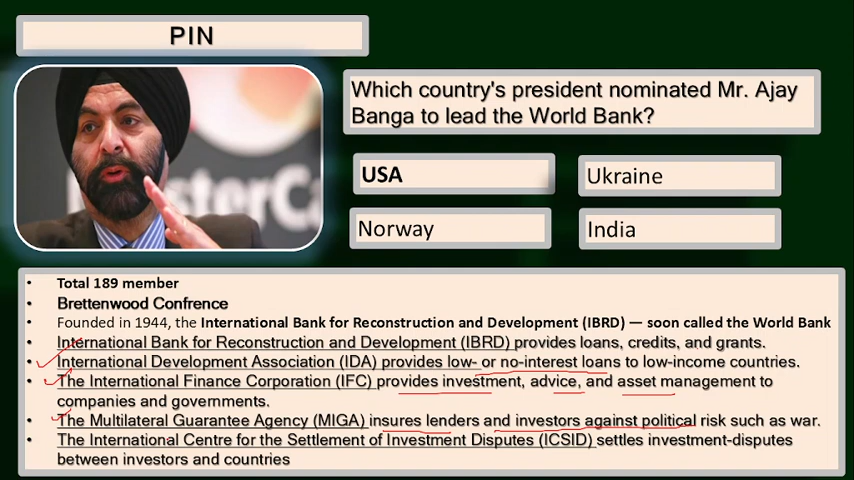 PIN
Which country's president nominated Mr. Ajay
Banga to lead the World Bank?
USA
Ukraine
Norway
India
• Total 189 member
• Brettenwood Confrence
• Founded in 1944, the International Bank for Reconstruction and Development (IBRD) — soon called the World Bank
• International Bank for Reconstruction and Development (IBRD) provides loans, credits, and grants.
• International Development Association (IDA) provides low- or no-interest loans to low-income countries.
• The International Finance Corporation (IFC) provides investment, advice, and asset management to
companies and governments.
• The Multilateral Guarantee Agency (MIGA) insures lenders and investors against political risk such as war.
• The International Centre for the Settlement of Investment Disputes (ICSID) settles investment-disputes
between investors and countries